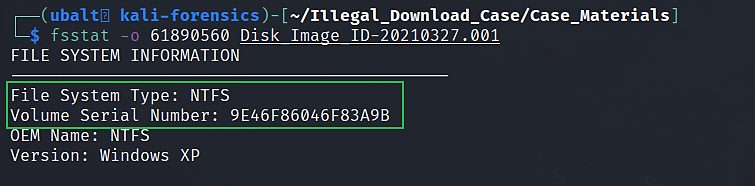 (ubalt kali-forensics)-[~/Illegal_Download_Case/Case_Materials]
$ fsstat -o 61890560 Disk_Image_ID-20210327.001
FILE SYSTEM INFORMATION
File System Type: NTFS
Volume Serial Number: 9E46F86046F83A9B
OEM Name: NTFS
Version: Windows XP